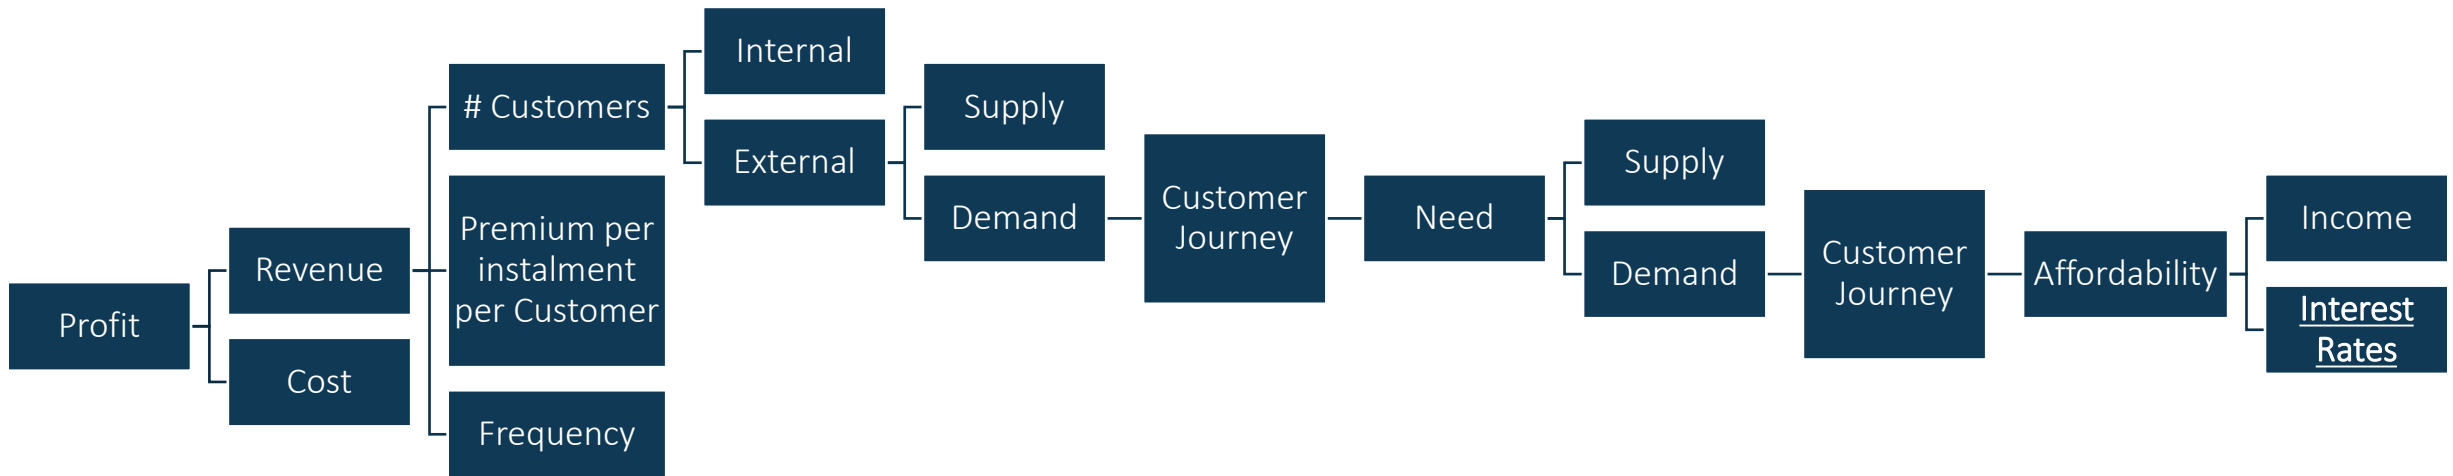 Profit
Revenue
Cost
# Customers
Premium per
instalment
per Customer
Frequency
Internal
External
Supply
Demand
Customer
Journey
Need
Supply
Demand
Customer
Journey
Affordability
Income
Interest
Rates